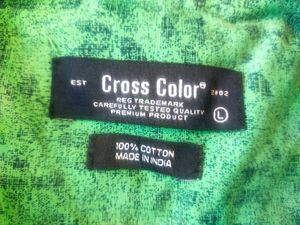 EST Cross Color® 2002
REG TRADEMARK
CAREFULLY TESTED QUALITY
PREMIUM PRODUCT
L
100% COTTON
MADE IN INDIA